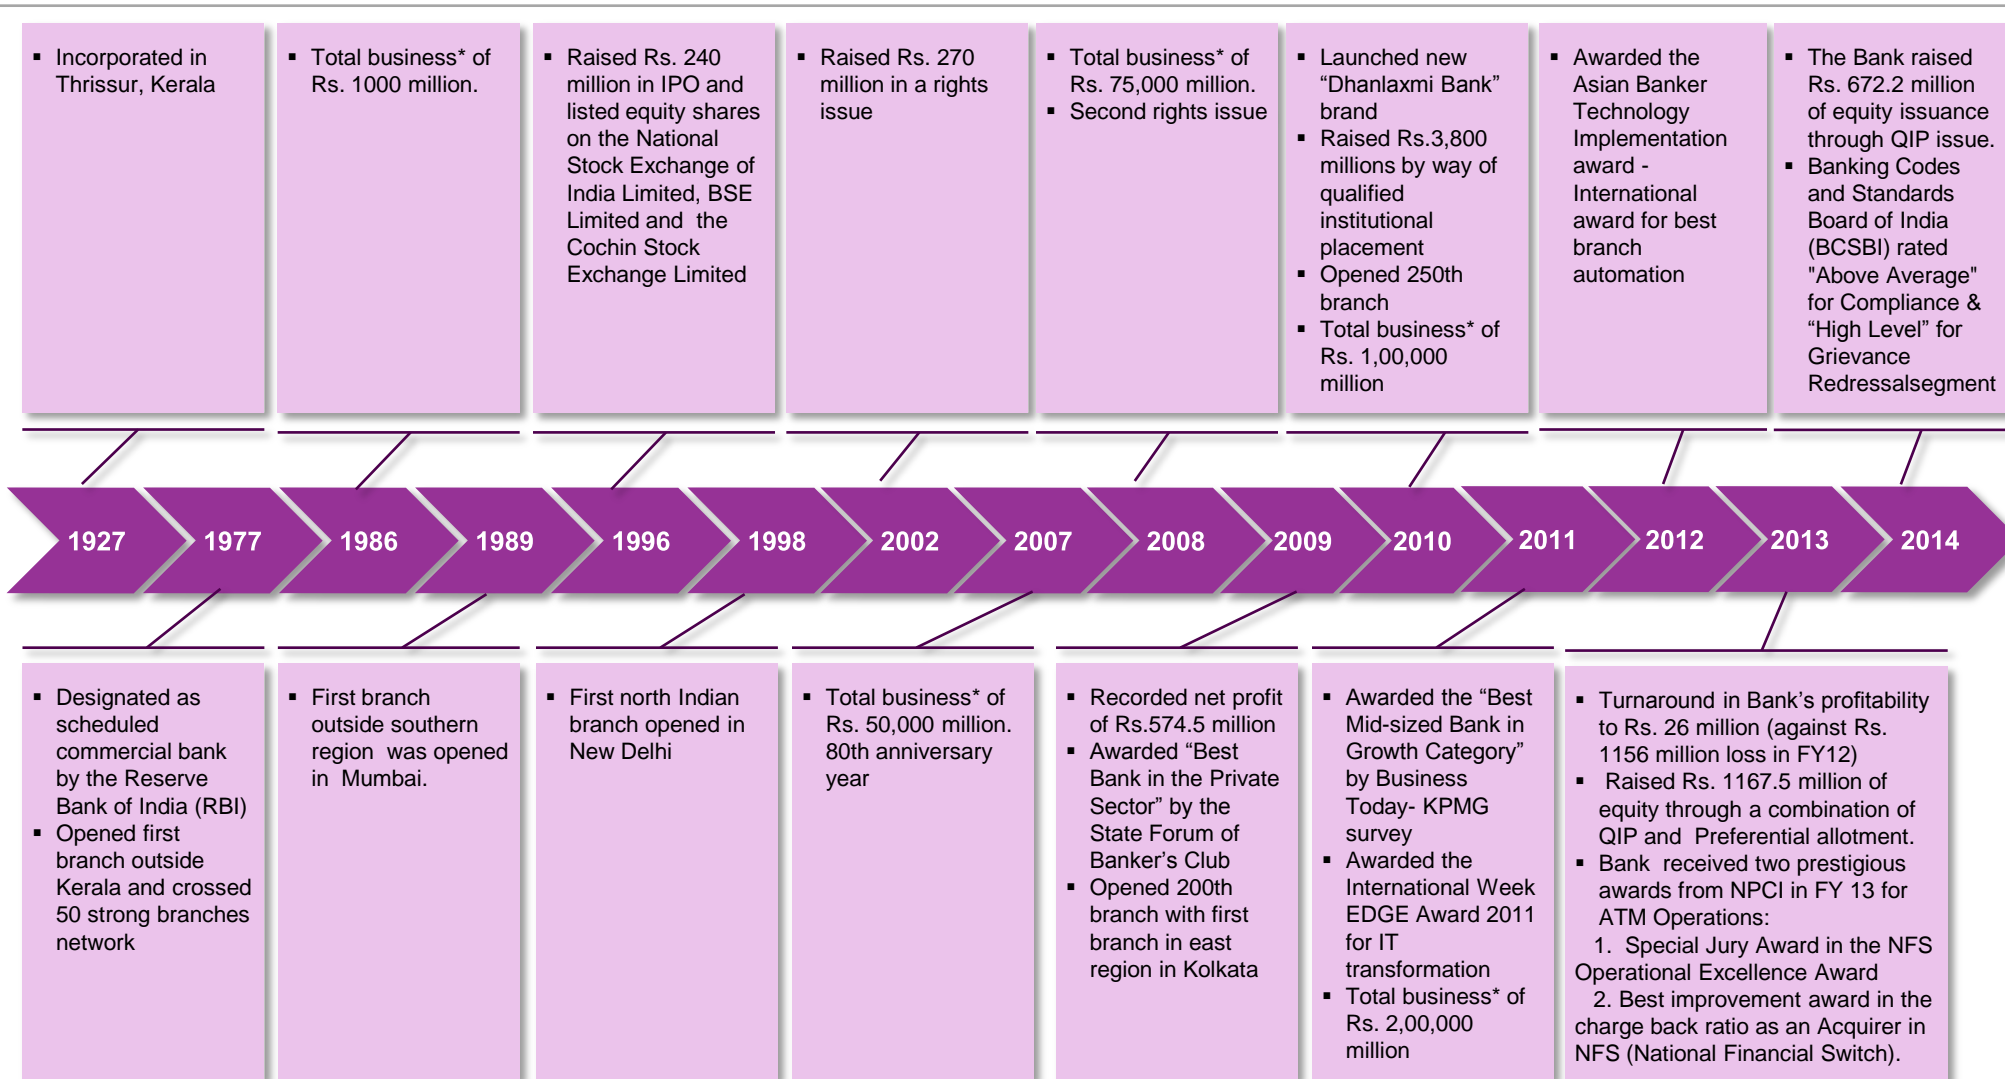 ▪ Incorporated in
Thrissur, Kerala
▪ Total business* of
Rs. 1000 million.
▪ Raised Rs. 240
million in IPO and
listed equity shares
on the National
Stock Exchange of
India Limited, BSE
Limited and the
Cochin Stock
Exchange Limited
▪ Raised Rs. 270
million in a rights
issue
▪ Total business* of
Rs. 75,000 million.
▪ Second rights issue
▪ Launched new
“Dhanlaxmi Bank”
brand
▪ Raised Rs.3,800
millions by way of
qualified
institutional
placement
▪ Opened 250th
branch
▪ Total business* of
Rs. 1,00,000
million
▪ Awarded the
Asian Banker
Technology
Implementation
award -
International
award for best
branch
automation
▪ The Bank raised
Rs. 672.2 million
of equity issuance
through QIP issue.
▪ Banking Codes
and Standards
Board of India
(BCSBI) rated
"Above Average"
for Compliance &
“High Level” for
Grievance
Redressalsegment
1927
1977
1986
1989
1996
1998
2002
2007
2008
2009
2010
2011
2012
2013
2014
▪ Designated as
scheduled
commercial bank
by the Reserve
Bank of India (RBI)
▪ Opened first
branch outside
Kerala and crossed
50 strong branches
network
▪ First branch
outside southern
region was opened
in Mumbai.
▪ First north Indian
branch opened in
New Delhi
▪ Total business* of
Rs. 50,000 million.
80th anniversary
year
▪ Recorded net profit
of Rs.574.5 million
▪ Awarded “Best
Bank in the Private
Sector” by the
State Forum of
Banker’s Club
▪ Opened 200th
branch with first
branch in east
region in Kolkata
▪ Awarded the “Best
Mid-sized Bank in
Growth Category”
by Business
Today- KPMG
survey
▪ Awarded the
International Week
EDGE Award 2011
for IT
transformation
▪ Total business* of
Rs. 2,00,000
million
▪ Turnaround in Bank’s profitability
to Rs. 26 million (against Rs.
1156 million loss in FY12)
▪ Raised Rs. 1167.5 million of
equity through a combination of
QIP and Preferential allotment.
▪ Bank received two prestigious
awards from NPCI in FY 13 for
ATM Operations:
1. Special Jury Award in the NFS
Operational Excellence Award
2. Best improvement award in the
charge back ratio as an Acquirer in
NFS (National Financial Switch).